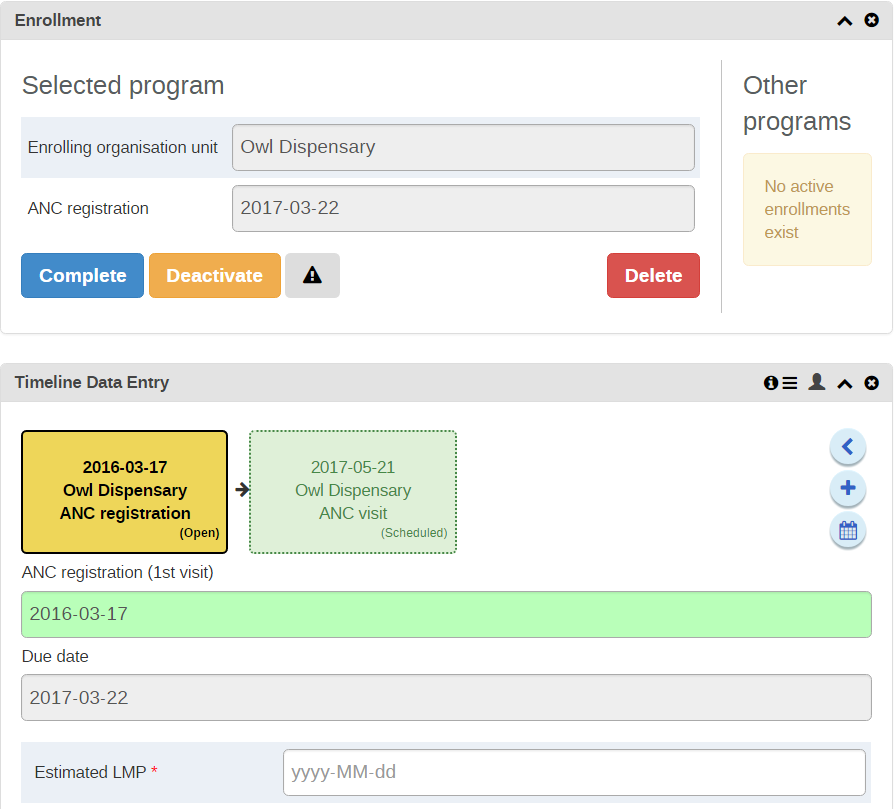 Enrollment
Selected program
Enrolling organisation unit
Owl Dispensary
ANC registration
2017-03-22
Complete
Deactivate
Delete
Other
programs
No active
enrollments
exist
Timeline Data Entry
2016-03-17
Owl Dispensary
ANC registration
(Open)
2017-05-21
Owl Dispensary
ANC visit
(Scheduled)
ANC registration (1st visit)
2016-03-17
Due date
2017-03-22
Estimated LMP *
yyyy-MM-dd